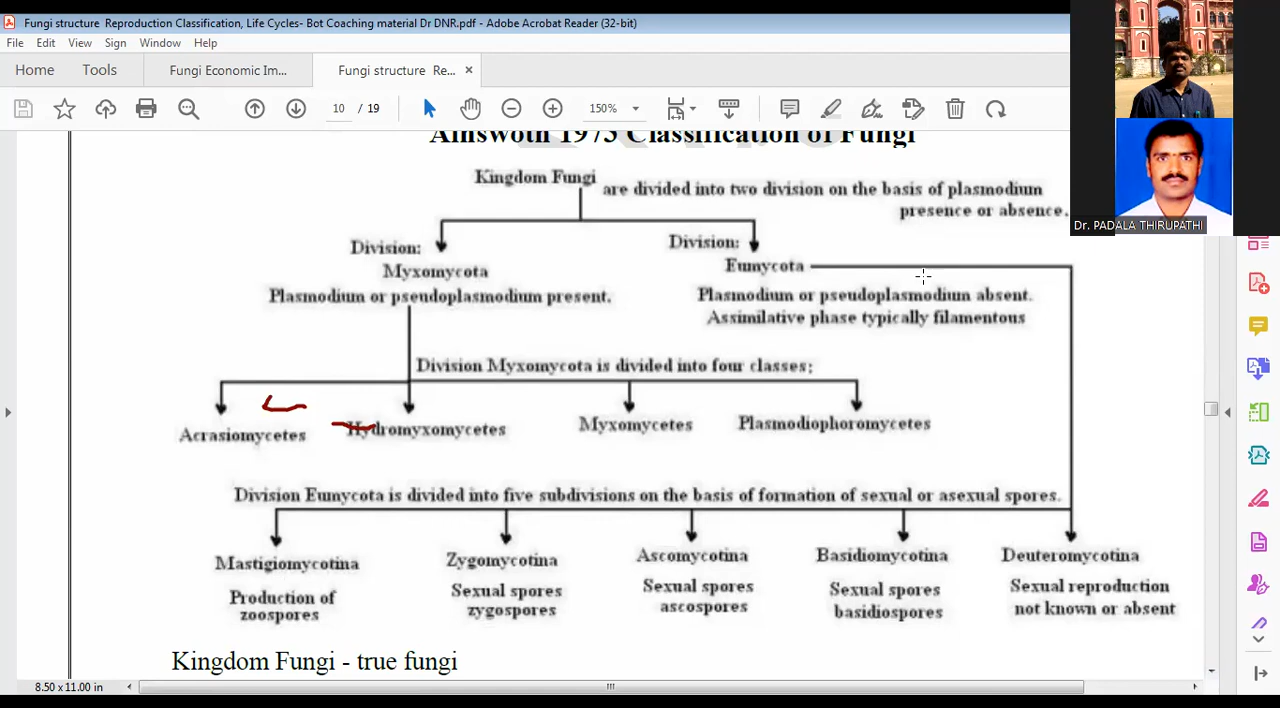 Fungi structure Reproduction Classification, Life Cycles- Bot Coaching material Dr DNR.pdf - Adobe Acrobat Reader (32-bit)
File Edit View Sign Window Help
Home Tools Fungi Economic Im... Fungi structure Re... ×
10 / 19 150%
Ainswoth 1973 Classification of Fungi
Kingdom Fungi
are divided into two division on the basis of plasmodium
presence or absence.
Dr. PADALA THIRUPATHI
Division:
Myxomycota
Plasmodium or pseudoplasmodium present.
Division:
Eumycota
Plasmodium or pseudoplasmodium absent.
Assimilative phase typically filamentous
Division Myxomycota is divided into four classes;
Acrasiomycetes
Hydromyxomycetes
Myxomycetes
Plasmodiophoromycetes
Division Eumycota is divided into five subdivisions on the basis of formation of sexual or asexual spores.
Mastigiomycotina
Production of
zoospores
Zygomycotina
Sexual spores
zygospores
Ascomycotina
Sexual spores
ascospores
Basidiomycotina
Sexual spores
basidiospores
Deuteromycotina
Sexual reproduction
not known or absent
Kingdom Fungi - true fungi
8.50 x 11.00 in